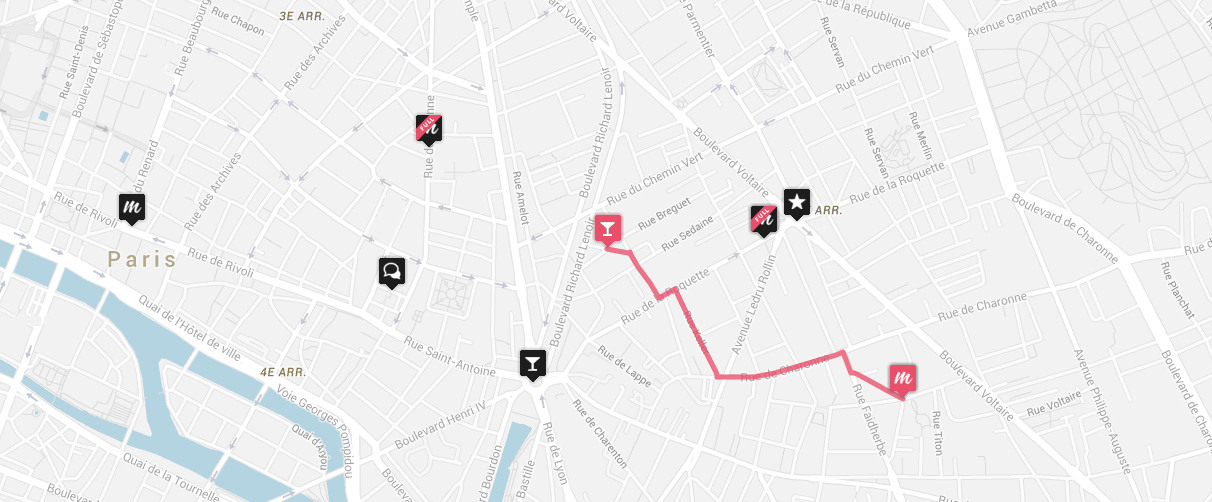 3E ARR.
Rue Chapon
Rue Beaubourg
Boulevard de Sébastopol
Rue Saint-Denis
Rue des Archives
Boulevard Voltaire
Parmentier
Rue Servan
de la République
Avenue Gambetta
Rue du Chemin Vert
Boulevard Richard Lenoir
FULL
Rue Amelot
Boulevard Voltaire
Rue Servan
Rue Merlin
du Renard
Rue des Archives
Rue du Chemin Vert
Rue de la Roquette
m
Rue de Rivoli
Rue Breguet
FULL
ARR.
Rue Sedaine
Boulevard de Charonne
Paris
Rue de Rivoli
Boulevard Richard Lenoir
Rue de la Roquette
Avenue Ledru Rollin
Rue Planchat
Quai de l'Hôtel de ville
Rue de Charonne
Rue Saint-Antoine
Rue de Lappe
Rue de Charonne
m
4E ARR.
Voie Georges Pompidou
Boulevard Voltaire
Avenue Philippe-Auguste
Boulevard de Charonne
Boulevard Henri IV
Rue de Charenton
Rue Faidherbe
Rue Titon
Rue Voltaire
Quai de la Tournelle
Rue de Lyon
Boulevard Bourdon
Bastille
Boulevard